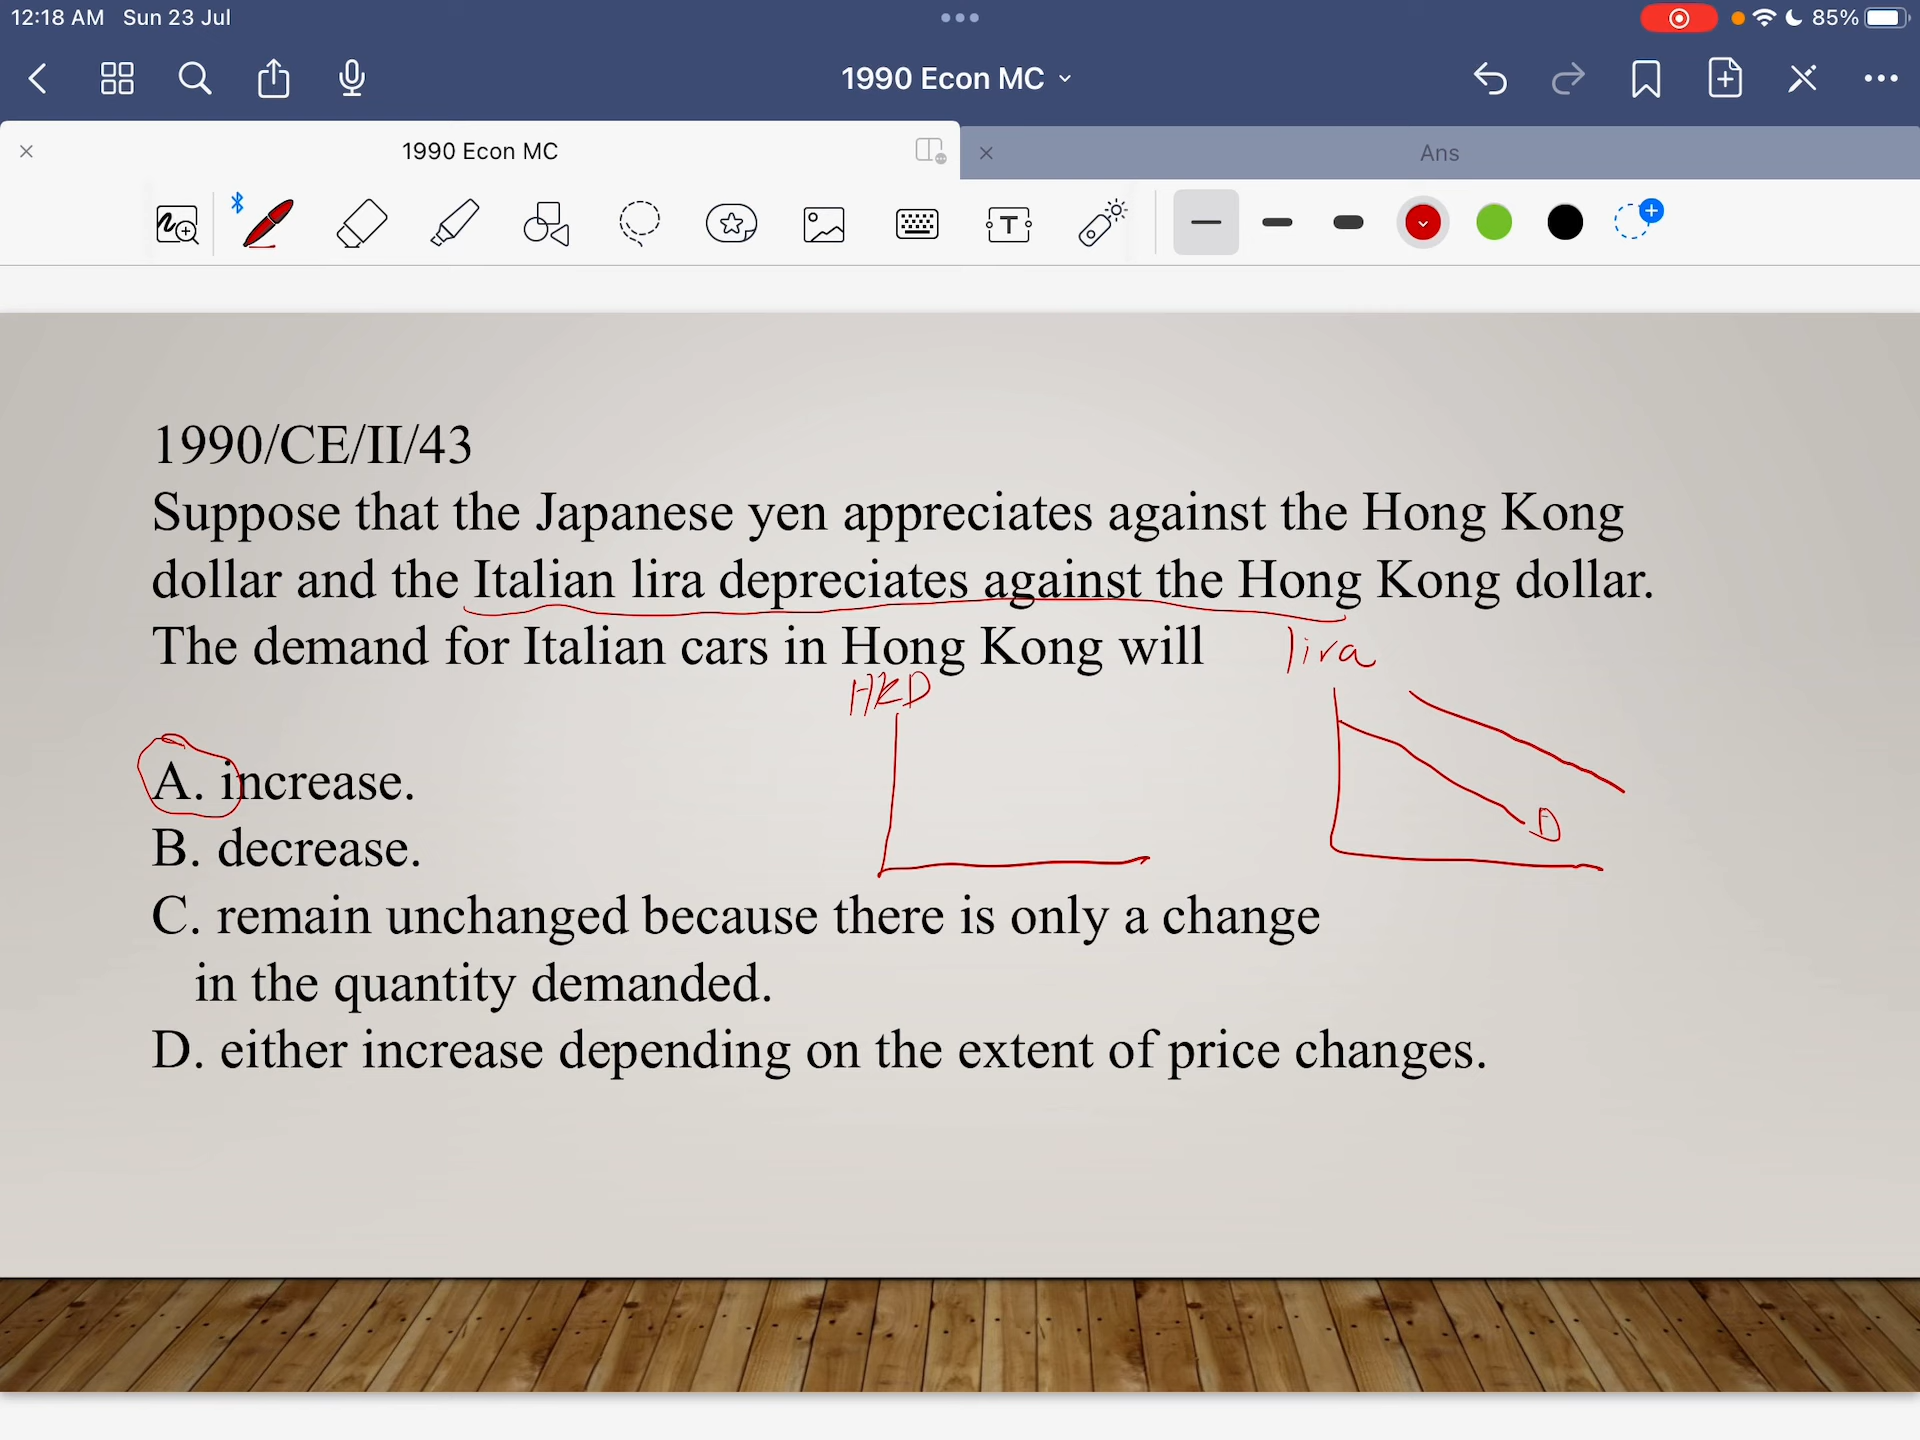 12:18 AM Sun 23 Jul
85%
1990 Econ MC
1990 Econ MC
Ans
T
1990/CE/II/43
Suppose that the Japanese yen appreciates against the Hong Kong
dollar and the Italian lira depreciates against the Hong Kong dollar.
The demand for Italian cars in Hong Kong will
lira
HKD
A. increase.
D
B. decrease.
C. remain unchanged because there is only a change
in the quantity demanded.
D. either increase depending on the extent of price changes.